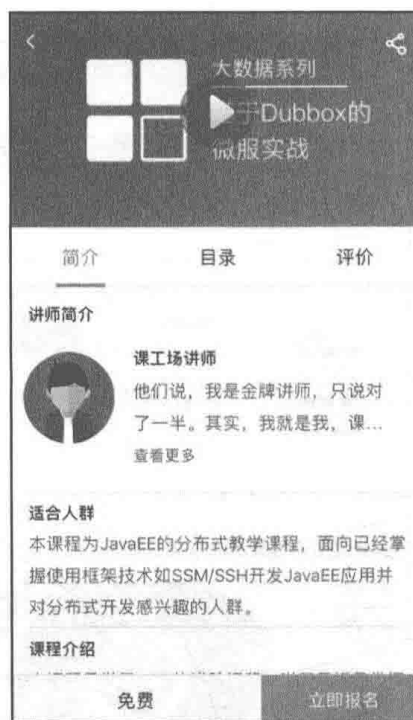 大数据系列
于Dubbox的
服实战
简介 目录 评价
讲师简介
课工场讲师
他们说，我是金牌讲师，只说对
了一半。其实，我就是我，课...
查看更多
适合人群
本课程为JavaEE的分布式教学课程，面向已经掌
握使用框架技术如SSM/SSH开发JavaEE应用并
对分布式开发感兴趣的人群。
课程介绍
免费 立即报名